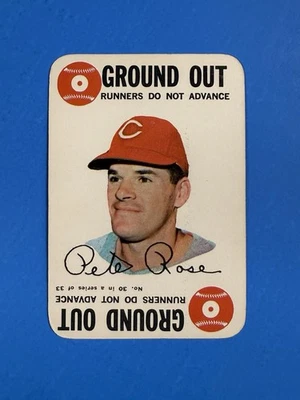 GROUND OUT
RUNNERS DO NOT ADVANCE
C
Pete Rose
No. 30 in a series of 33
RUNNERS DO NOT ADVANCE
GROUND OUT